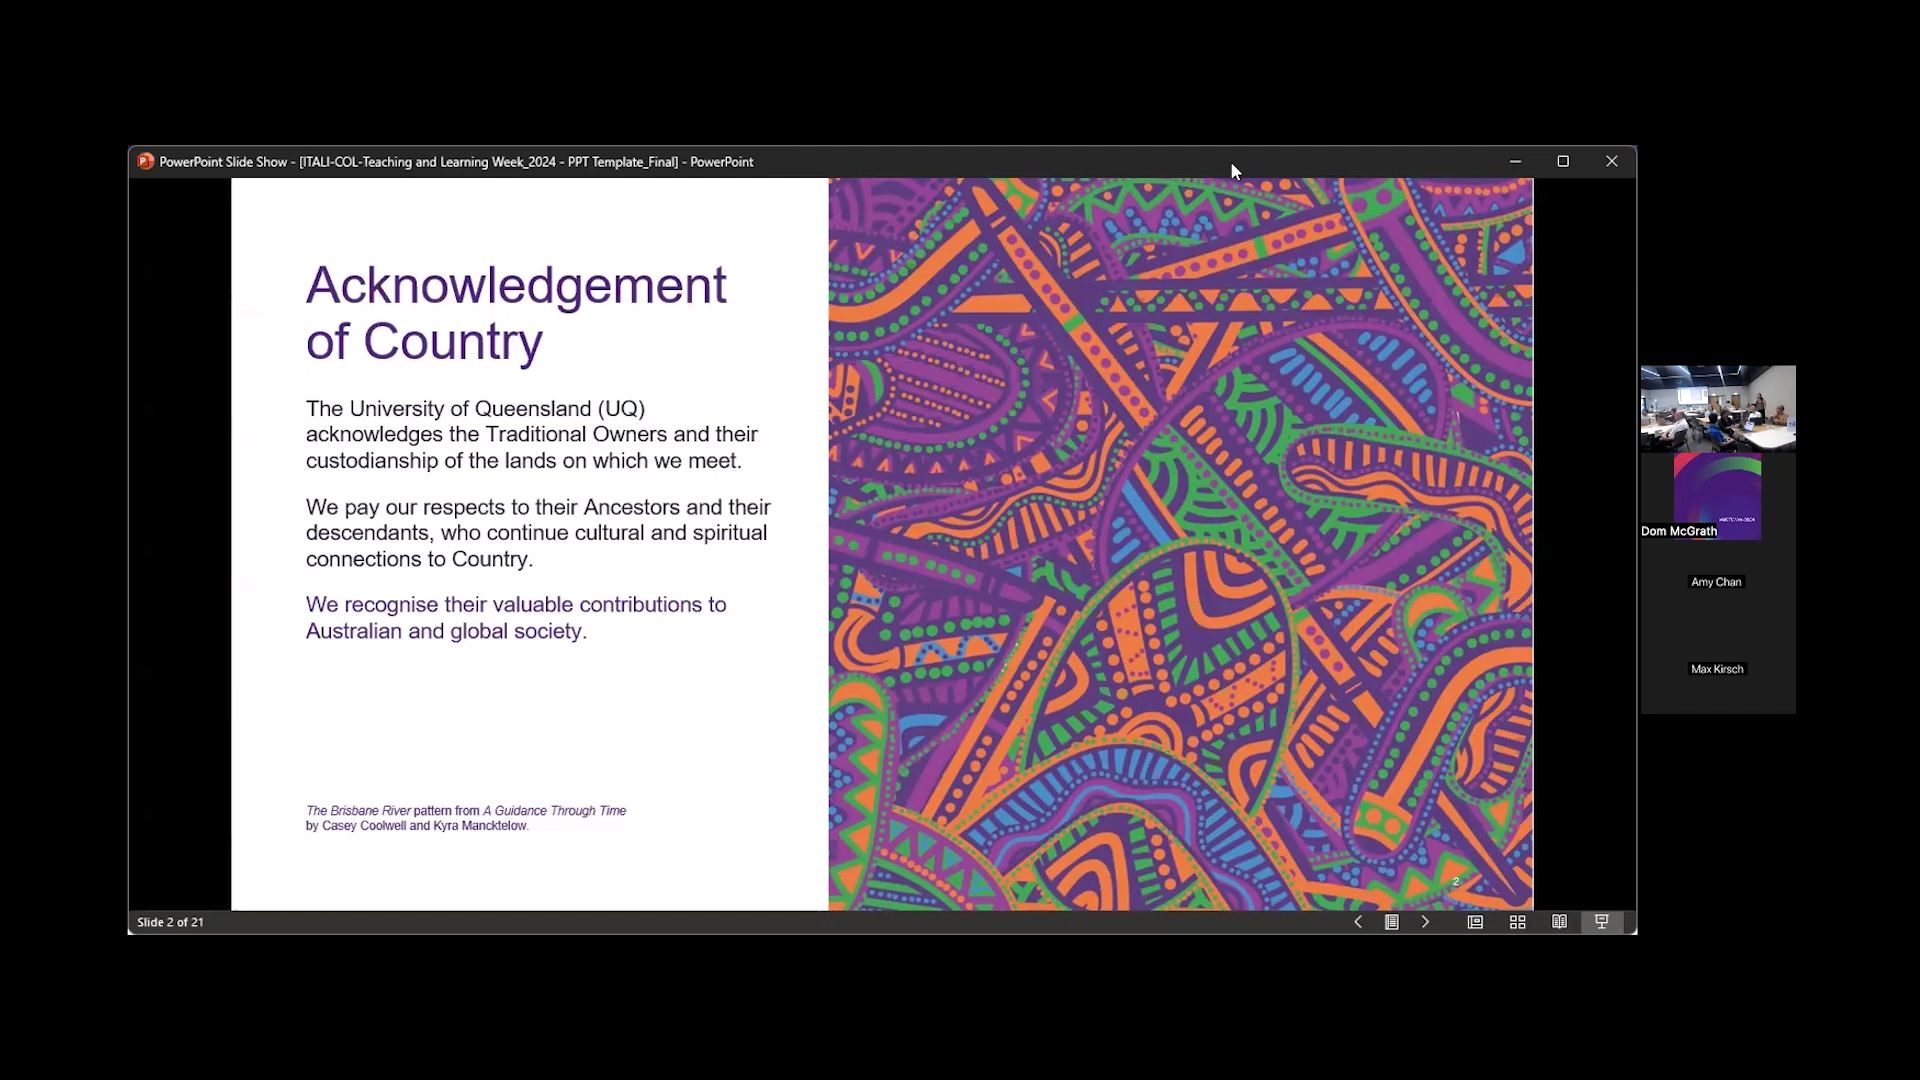 PowerPoint Slide Show - [ITALI-COL-Teaching and Learning Week_2024 - PPT Template_Final] - PowerPoint
Acknowledgement
of Country
The University of Queensland (UQ)
acknowledges the Traditional Owners and their
custodianship of the lands on which we meet.
We pay our respects to their Ancestors and their
descendants, who continue cultural and spiritual
connections to Country.
We recognise their valuable contributions to
Australian and global society.
The Brisbane River pattern from A Guidance Through Time
by Casey Coolwell and Kyra Mancktelow.
2
Slide 2 of 21
Dom McGrath
Amy Chan
Max Kirsch